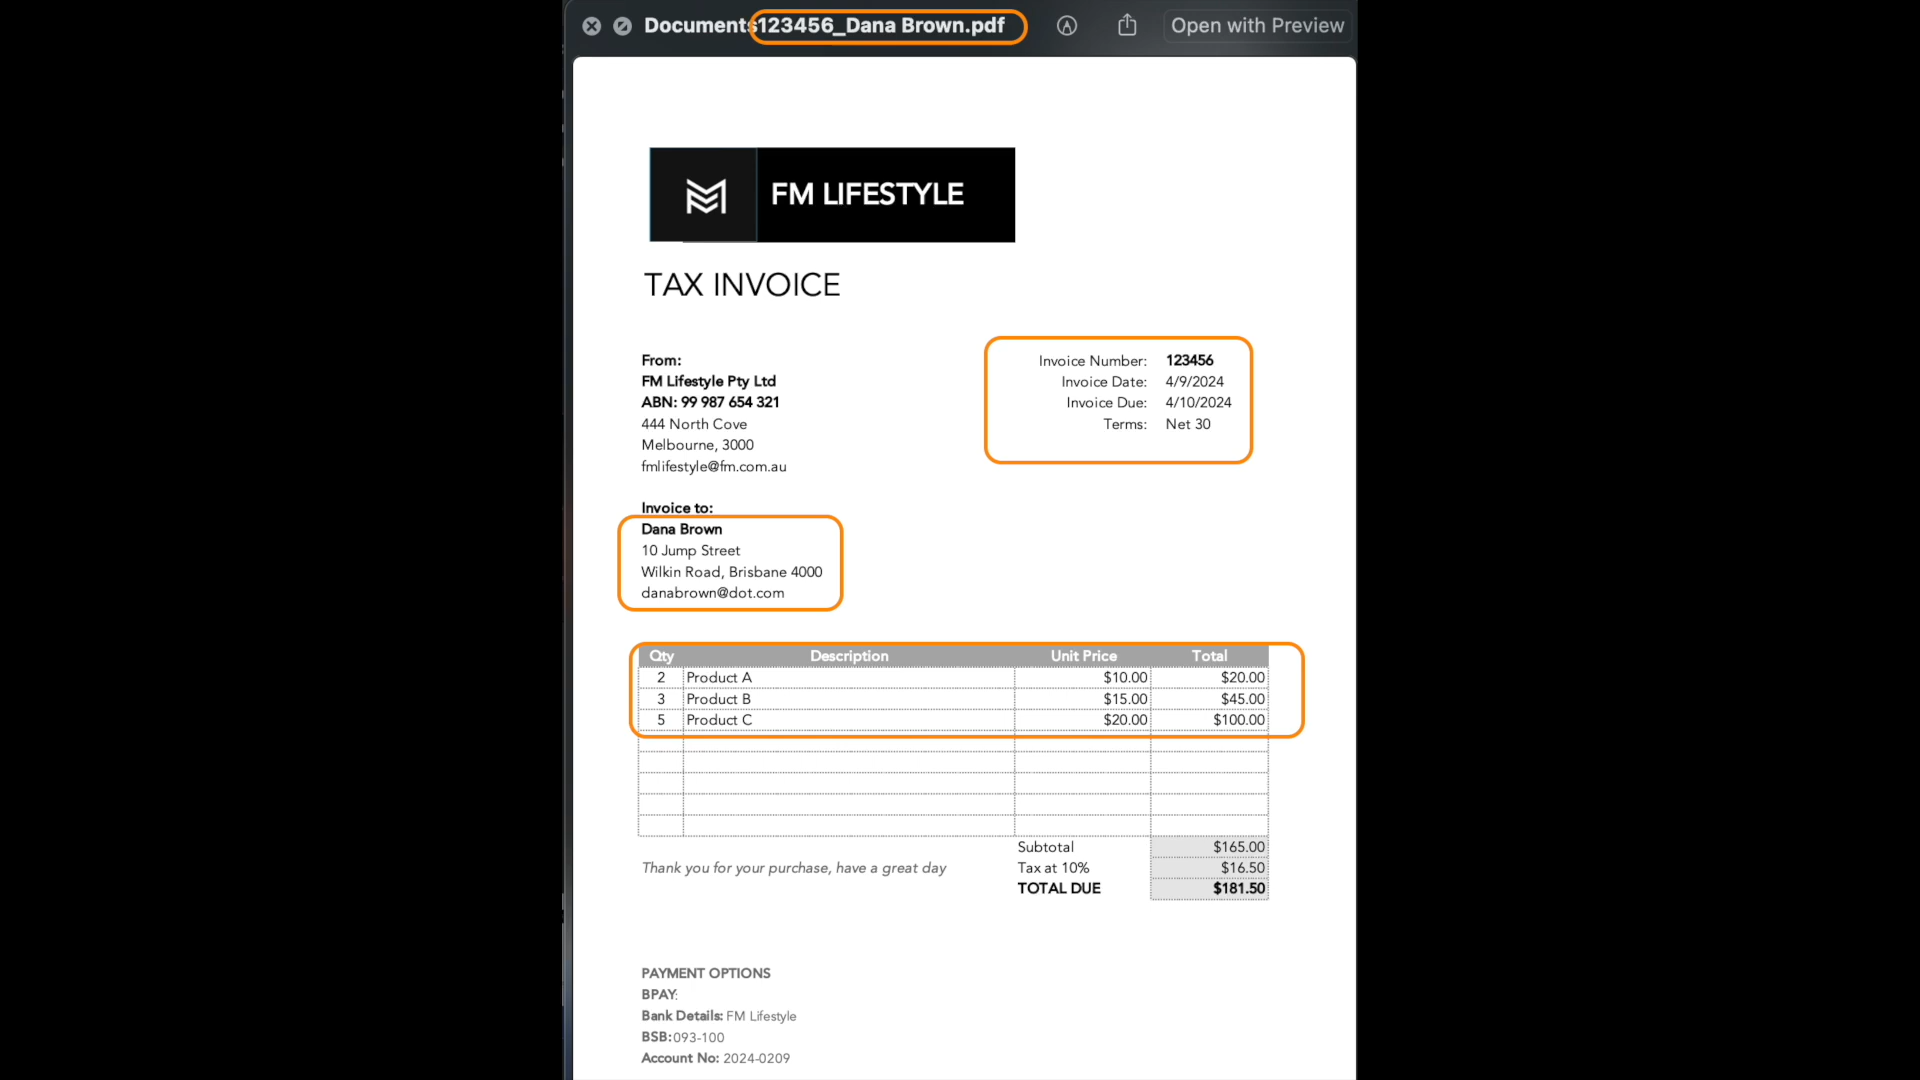 Documents123456_Dana Brown.pdf
Open with Preview
FM LIFESTYLE
TAX INVOICE
From:
FM Lifestyle Pty Ltd
ABN: 99 987 654 321
444 North Cove
Melbourne, 3000
fmlifestyle@fm.com.au
Invoice Number: 123456
Invoice Date: 4/9/2024
Invoice Due: 4/10/2024
Terms: Net 30
Invoice to:
Dana Brown
10 Jump Street
Wilkin Road, Brisbane 4000
danabrown@dot.com
Qty Description Unit Price Total
2 Product A $10.00 $20.00
3 Product B $15.00 $45.00
5 Product C $20.00 $100.00
Subtotal $165.00
Thank you for your purchase, have a great day Tax at 10% $16.50
TOTAL DUE $181.50
PAYMENT OPTIONS
BPAY:
Bank Details: FM Lifestyle
BSB: 093-100
Account No: 2024-0209